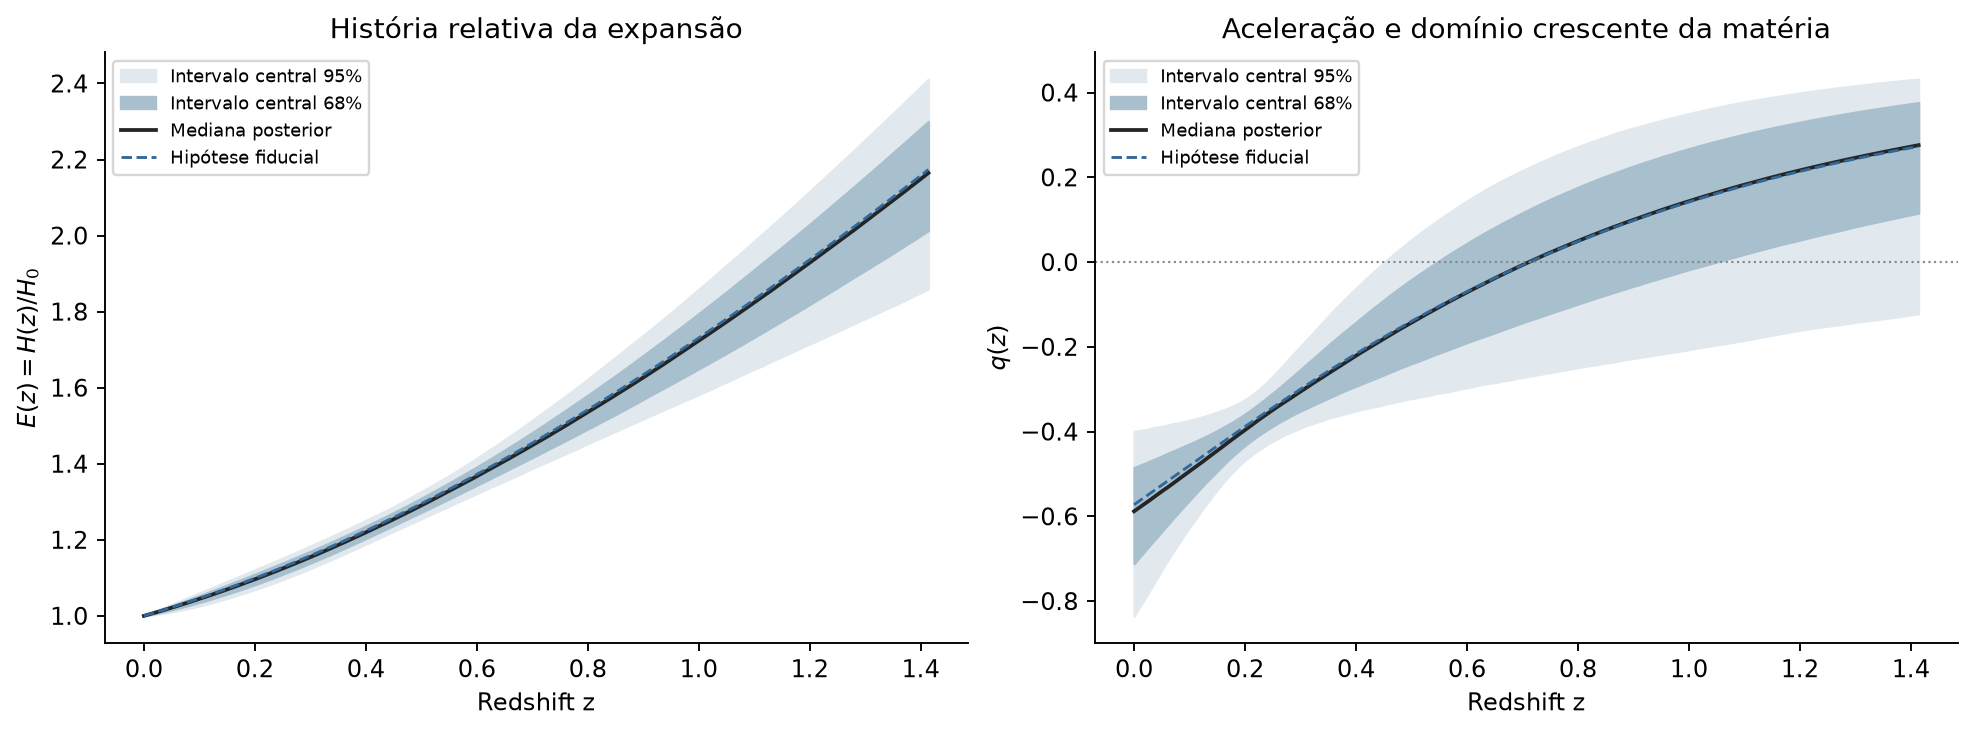 História relativa da expansão
Intervalo central 95%
Intervalo central 68%
Mediana posterior
Hipótese fiducial
E(z) = H(z)/H₀
2.4
2.2
2.0
1.8
1.6
1.4
1.2
1.0
0.0 0.2 0.4 0.6 0.8 1.0 1.2 1.4
Redshift z
Aceleração e domínio crescente da matéria
Intervalo central 95%
Intervalo central 68%
Mediana posterior
Hipótese fiducial
q(z)
0.4
0.2
0.0
−0.2
−0.4
−0.6
−0.8
0.0 0.2 0.4 0.6 0.8 1.0 1.2 1.4
Redshift z